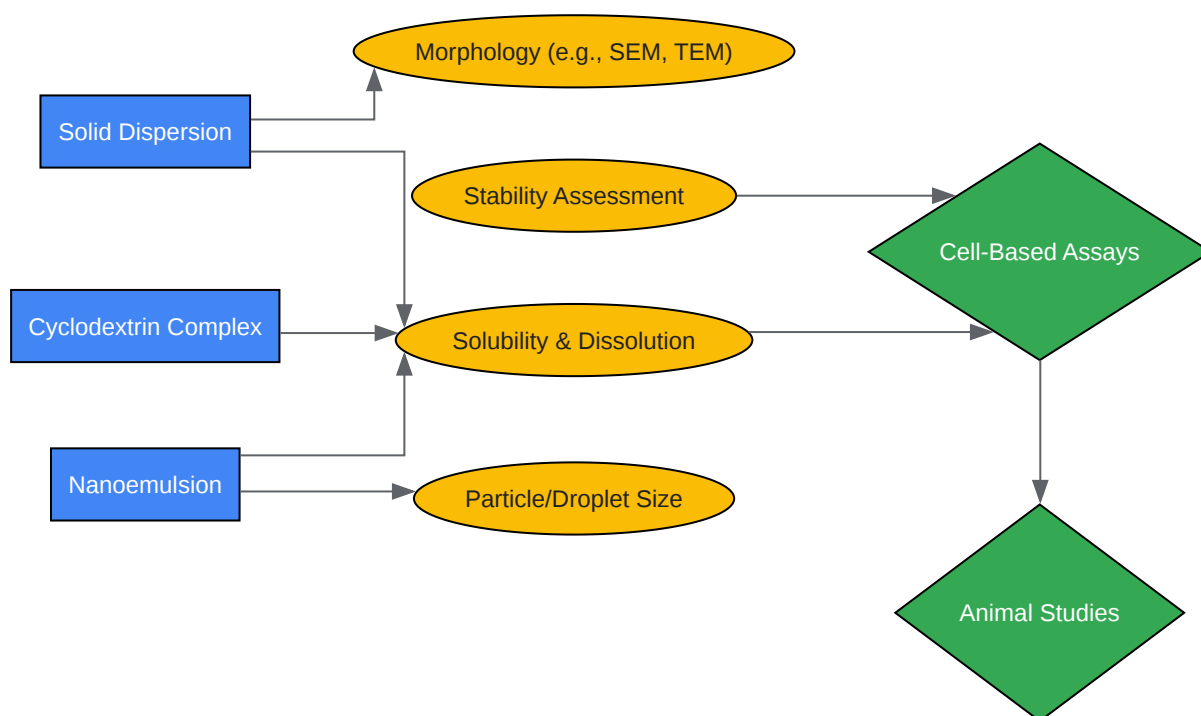 Morphology (e.g., SEM, TEM)
Solid Dispersion
Stability Assessment
Cell-Based Assays
Cyclodextrin Complex
Solubility & Dissolution
Nanoemulsion
Particle/Droplet Size
Animal Studies